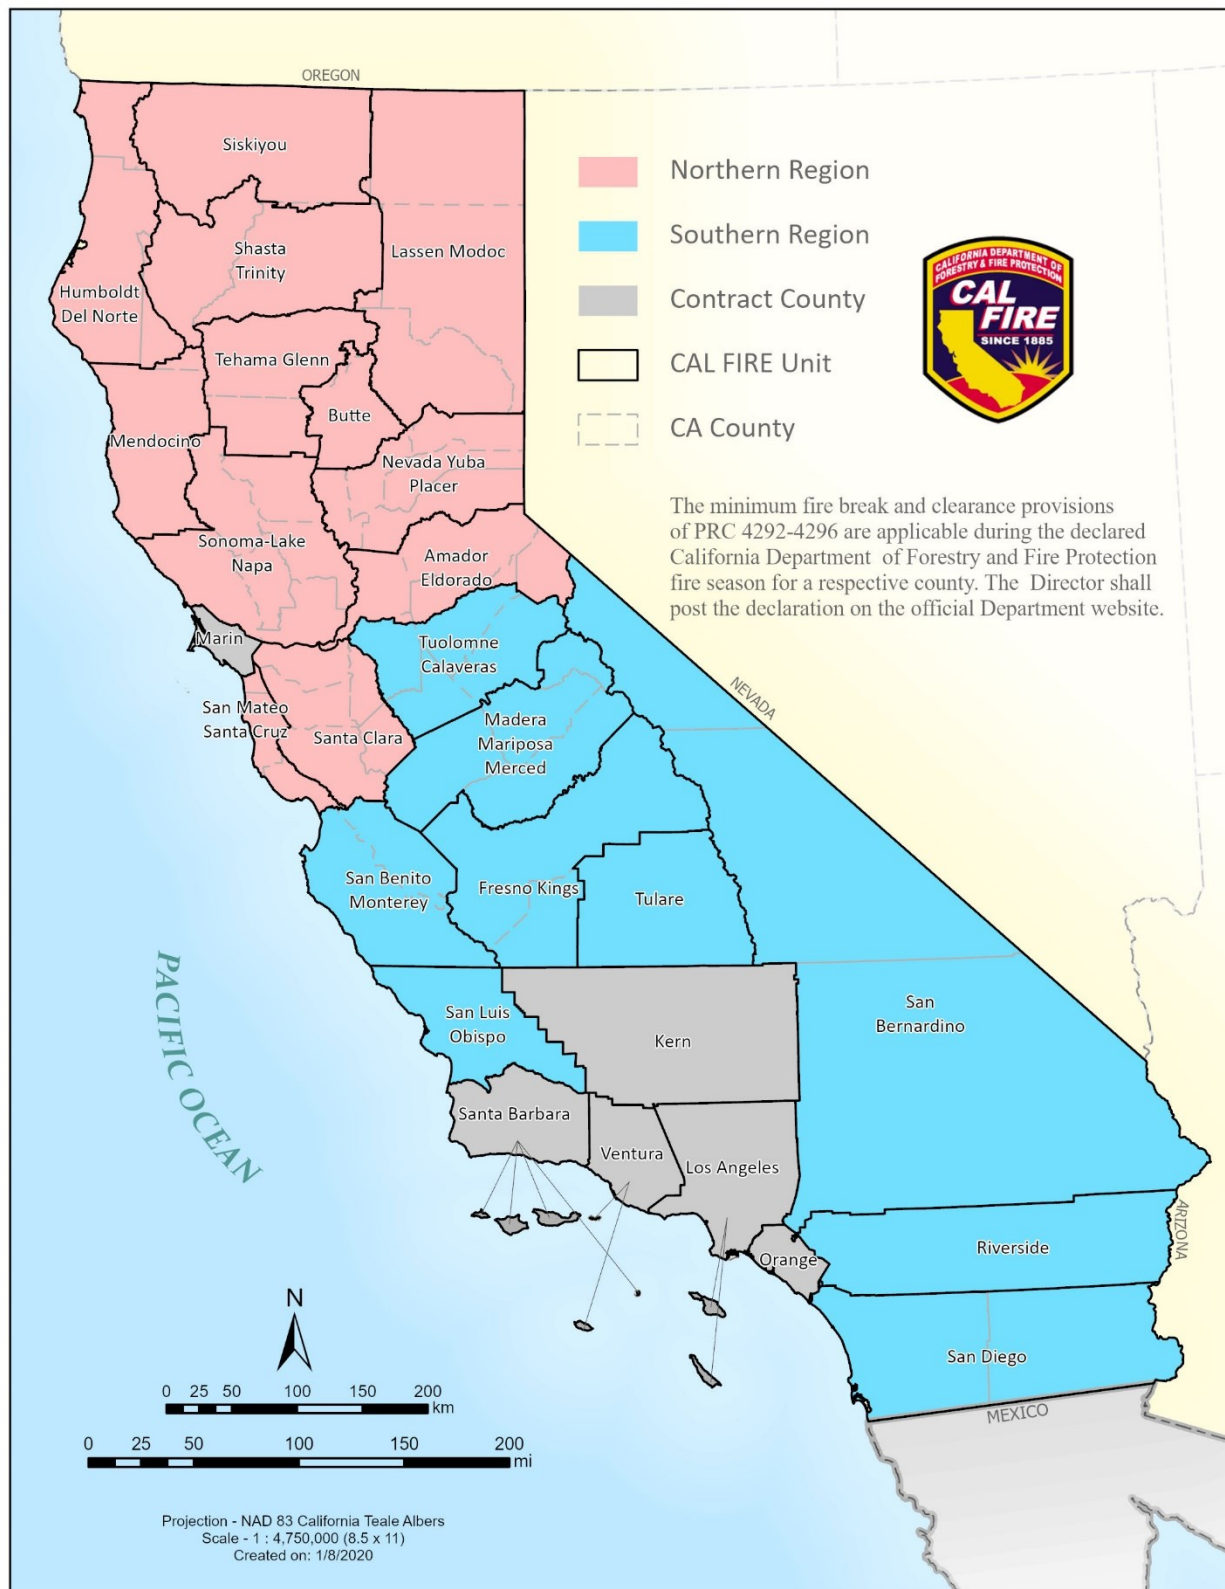 OREGON
Siskiyou
Shasta
Trinity
Lassen Modoc
Humboldt
Del Norte
Tehama Glenn
Butte
Mendocino
Nevada Yuba
Placer
Sonoma-Lake
Napa
Amador
Eldorado
Marin
Tuolomne
Calaveras
San Mateo
Santa Cruz
Santa Clara
Madera
Mariposa
Merced
NEVADA
San Benito
Monterey
Fresno Kings
Tulare
San Luis
Obispo
Kern
San
Bernardino
Santa Barbara
Ventura
Los Angeles
Orange
Riverside
ARIZONA
San Diego
MEXICO
PACIFIC OCEAN
Northern Region
Southern Region
Contract County
CAL FIRE Unit
CA County
CALIFORNIA DEPARTMENT OF
FORESTRY & FIRE PROTECTION
CAL
FIRE
SINCE 1885
The minimum fire break and clearance provisions
of PRC 4292-4296 are applicable during the declared
California Department of Forestry and Fire Protection
fire season for a respective county. The Director shall
post the declaration on the official Department website.
N
0 25 50 100 150 200
km
0 25 50 100 150 200
mi
Projection - NAD 83 California Teale Albers
Scale - 1 : 4,750,000 (8.5 x 11)
Created on: 1/8/2020